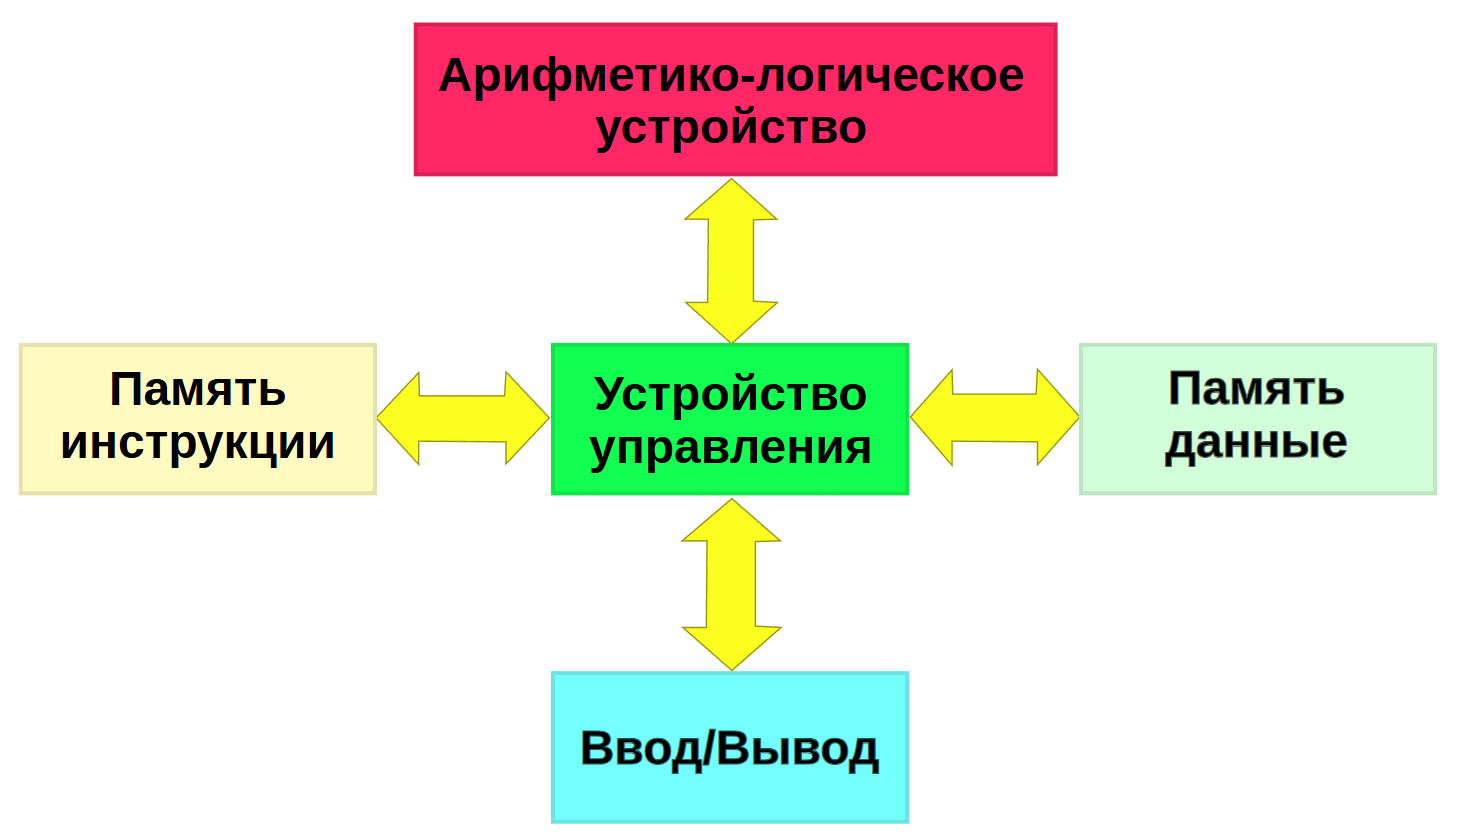 Арифметико-логическое
устройство
Память
инструкции
Устройство
управления
Память
данные
Ввод/Вывод